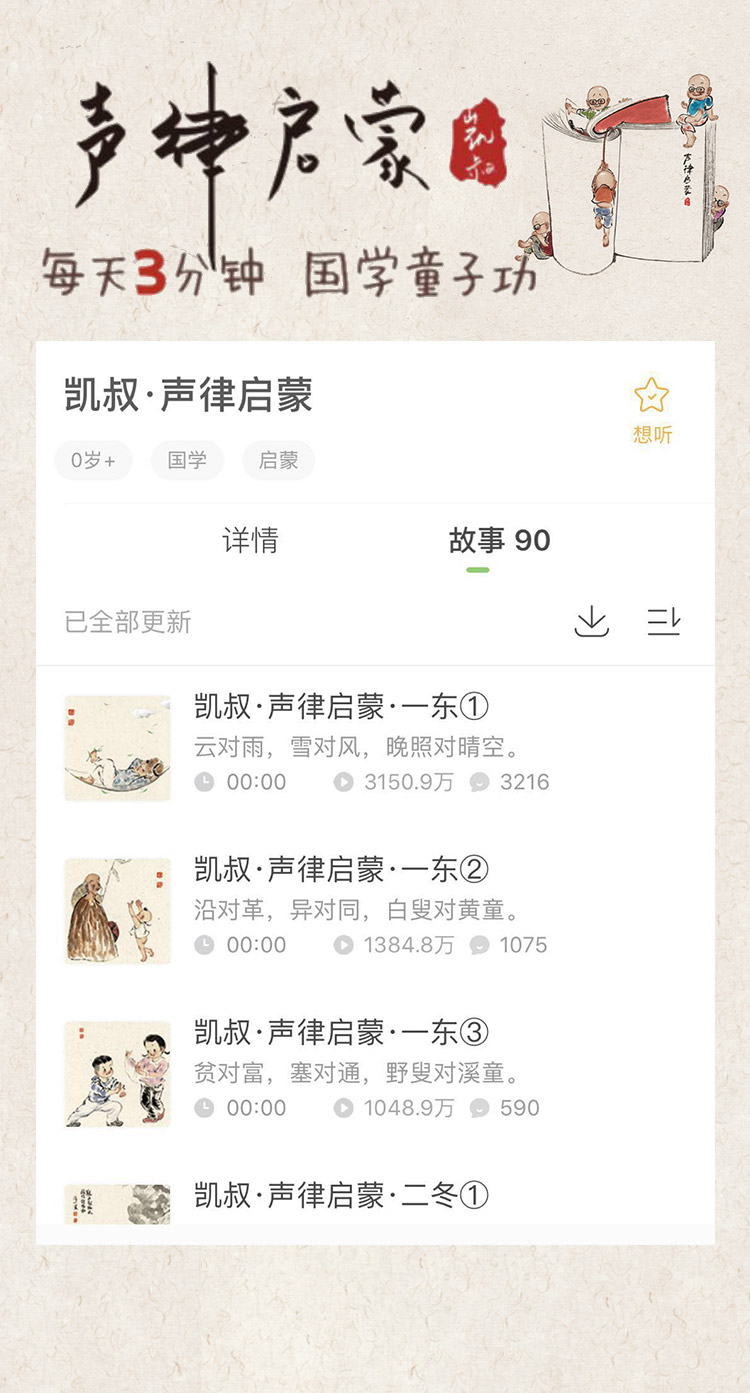 声律启蒙
凯叔
声律启蒙
每天3分钟 国学童子功
凯叔·声律启蒙
想听
0岁+ 国学 启蒙
详情 故事 90
已全部更新
凯叔·声律启蒙·一东①
云对雨，雪对风，晚照对晴空。
00:00 3150.9万 3216
凯叔·声律启蒙·一东②
沿对革，异对同，白叟对黄童。
00:00 1384.8万 1075
凯叔·声律启蒙·一东③
贫对富，塞对通，野叟对溪童。
00:00 1048.9万 590
凯叔·声律启蒙·二冬①